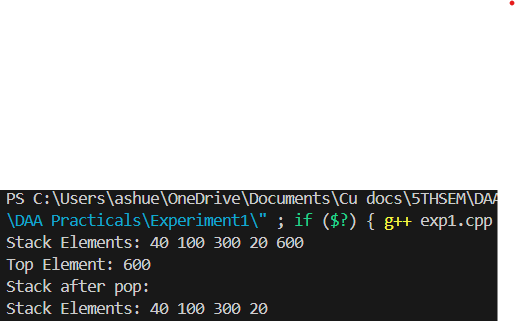 PS C:\Users\ashue\OneDrive\Documents\Cu docs\5THSEM\DAA
\DAA Practicals\Experiment1\" ; if ($?) { g++ exp1.cpp
Stack Elements: 40 100 300 20 600
Top Element: 600
Stack after pop:
Stack Elements: 40 100 300 20